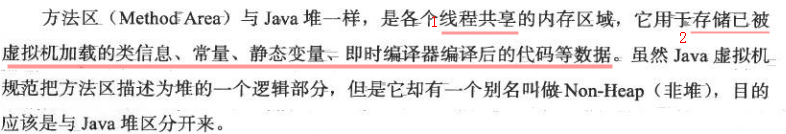 方法区（Method Area）与 Java 堆一样，是各个线程共享的内存区域，它用于存储已被
虚拟机加载的类信息、常量、静态变量、即时编译器编译后的代码等数据。虽然 Java 虚拟机
规范把方法区描述为堆的一个逻辑部分，但是它却有一个别名叫做 Non-Heap（非堆），目的
应该是与 Java 堆区分开来。
1
2